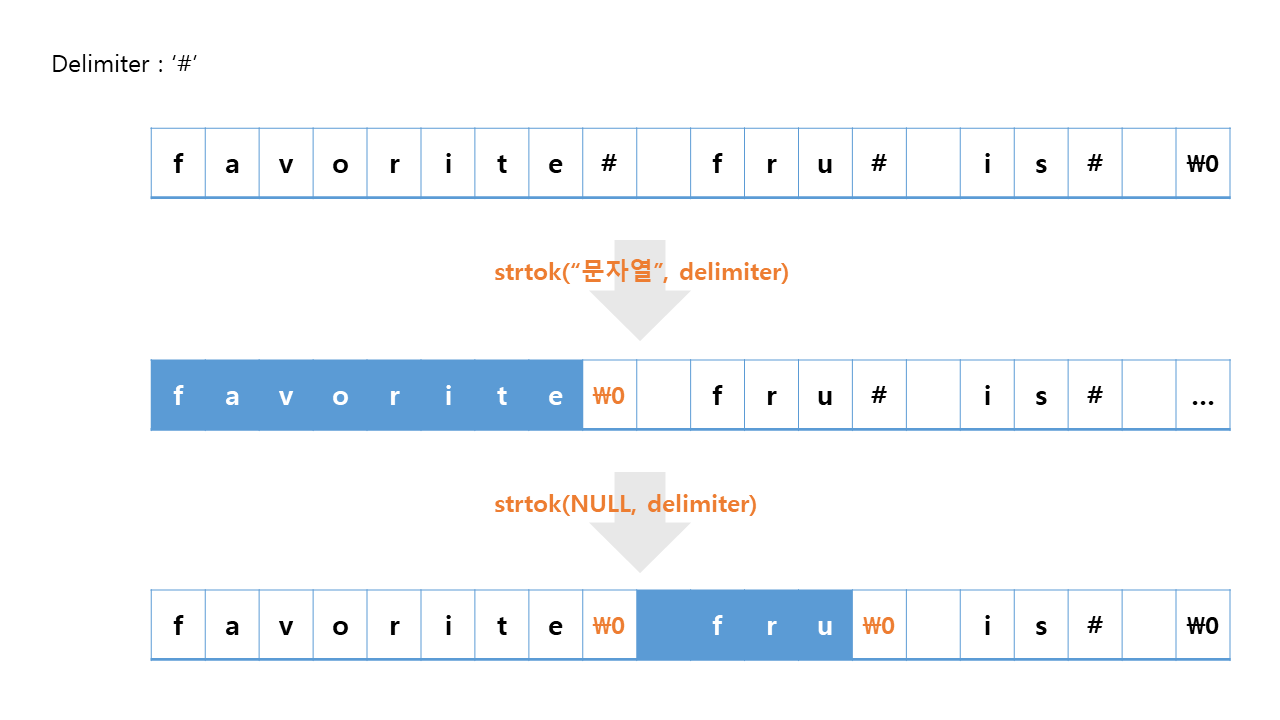 Delimiter : ‘#’
f a v o r i t e # f r u # i s # ₩0
strtok(“문자열”, delimiter)
f a v o r i t e ₩0 f r u # i s # ...
strtok(NULL, delimiter)
f a v o r i t e ₩0 f r u ₩0 i s # ₩0